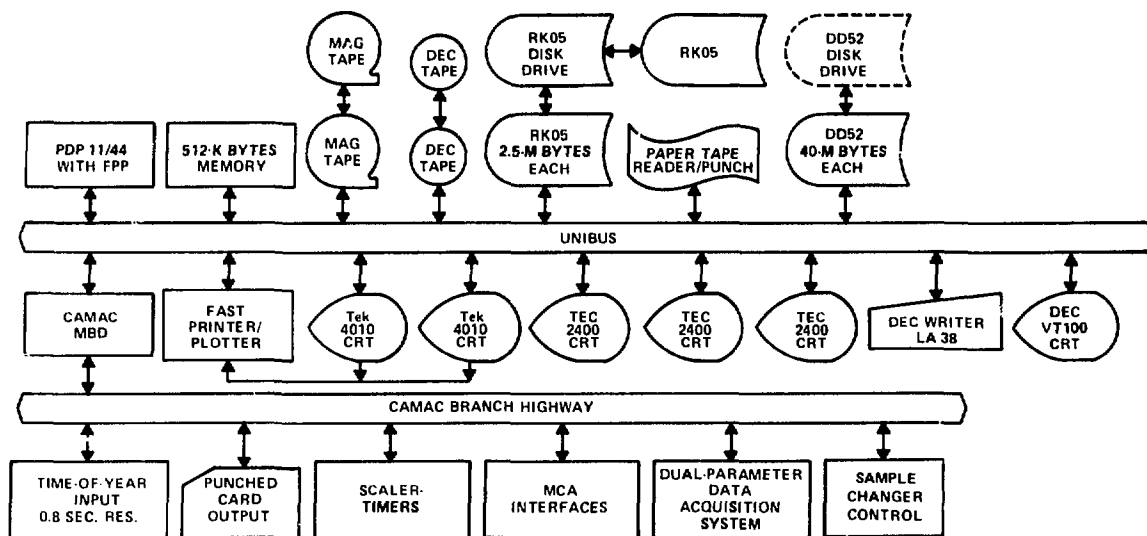 MAG
TAPE
DEC
TAPE
RK05
DISK
DRIVE
RK05
DD52
DISK
DRIVE
PDP 11/44
WITH FPP
512-K BYTES
MEMORY
MAG
TAPE
DEC
TAPE
RK05
2.5-M BYTES
EACH
PAPER TAPE
READER/PUNCH
DD52
40-M BYTES
EACH
UNIBUS
CAMAC
MBD
FAST
PRINTER/
PLOTTER
Tek
4010
CRT
Tek
4010
CRT
TEC
2400
CRT
TEC
2400
CRT
TEC
2400
CRT
DEC WRITER
LA 38
DEC
VT100
CRT
CAMAC BRANCH HIGHWAY
TIME-OF-YEAR
INPUT
0.8 SEC. RES.
PUNCHED
CARD
OUTPUT
SCALER-
TIMERS
MCA
INTERFACES
DUAL-PARAMETER
DATA
ACQUISITION
SYSTEM
SAMPLE
CHANGER
CONTROL